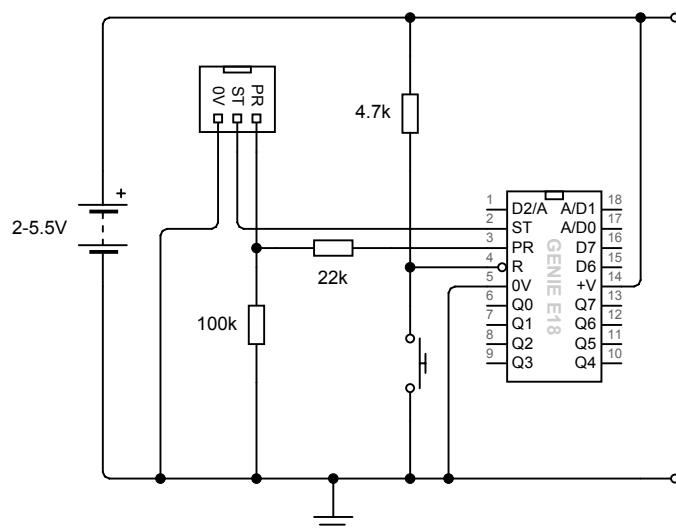 0V
ST
PR
4.7k
+
2-5.5V
22k
100k
GENIE E18
1 D2/A A/D1 18
2 ST A/D0 17
3 PR D7 16
4 R D6 15
5 0V +V 14
6 Q0 Q7 13
7 Q1 Q6 12
8 Q2 Q5 11
9 Q3 Q4 10